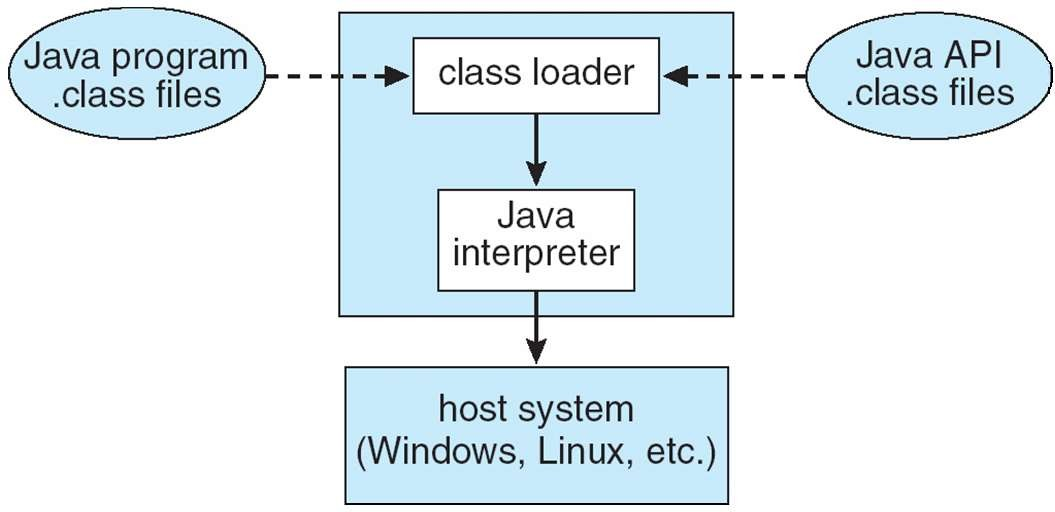 Java program
.class files
class loader
Java API
.class files
Java
interpreter
host system
(Windows, Linux, etc.)